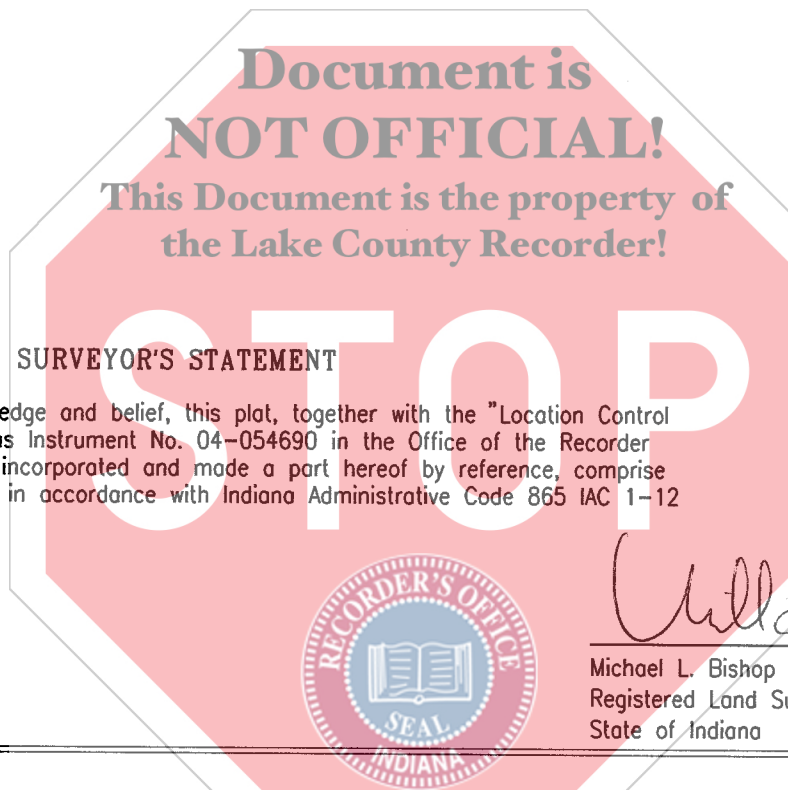 Document is
NOT OFFICIAL!
This Document is the property of
the Lake County Recorder!
STOP
SURVEYOR'S STATEMENT
edge and belief, this plat, together with the "Location Control
Instrument No. 04-054690 in the Office of the Recorder
incorporated and made a part hereof by reference, comprise
in accordance with Indiana Administrative Code 865 IAC 1-12
RECORDER'S OFFICE
SEAL
INDIANA
Michael L. Bishop
Registered Land Su
State of Indiana